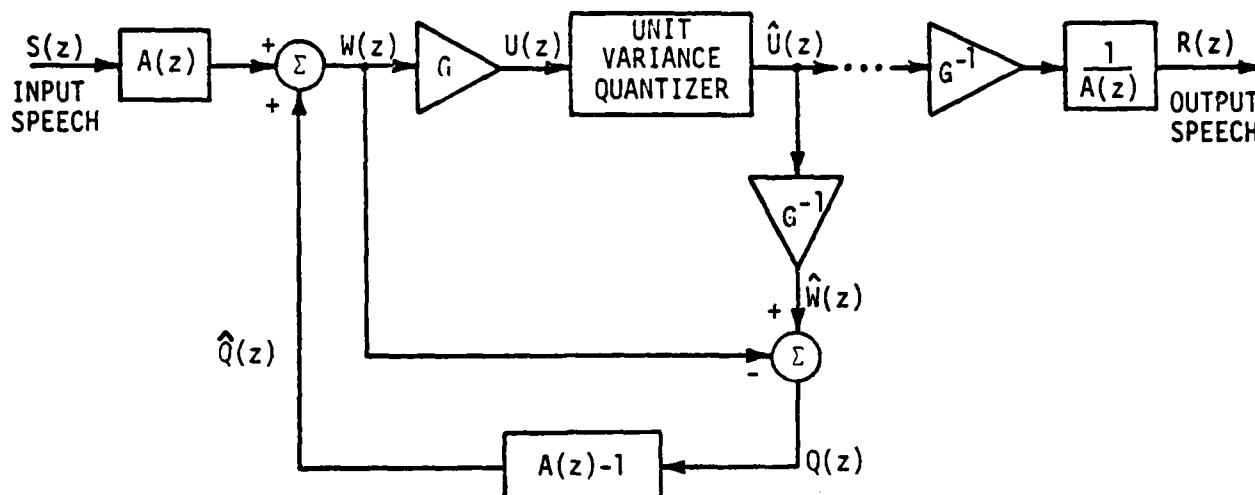 S(z)
INPUT
SPEECH
A(z)
+
Σ
+
W(z)
G
U(z)
UNIT
VARIANCE
QUANTIZER
Û(z)
G⁻¹
1
A(z)
R(z)
OUTPUT
SPEECH
G⁻¹
Ŵ(z)
+
Σ
-
Q̂(z)
A(z)-1
Q(z)